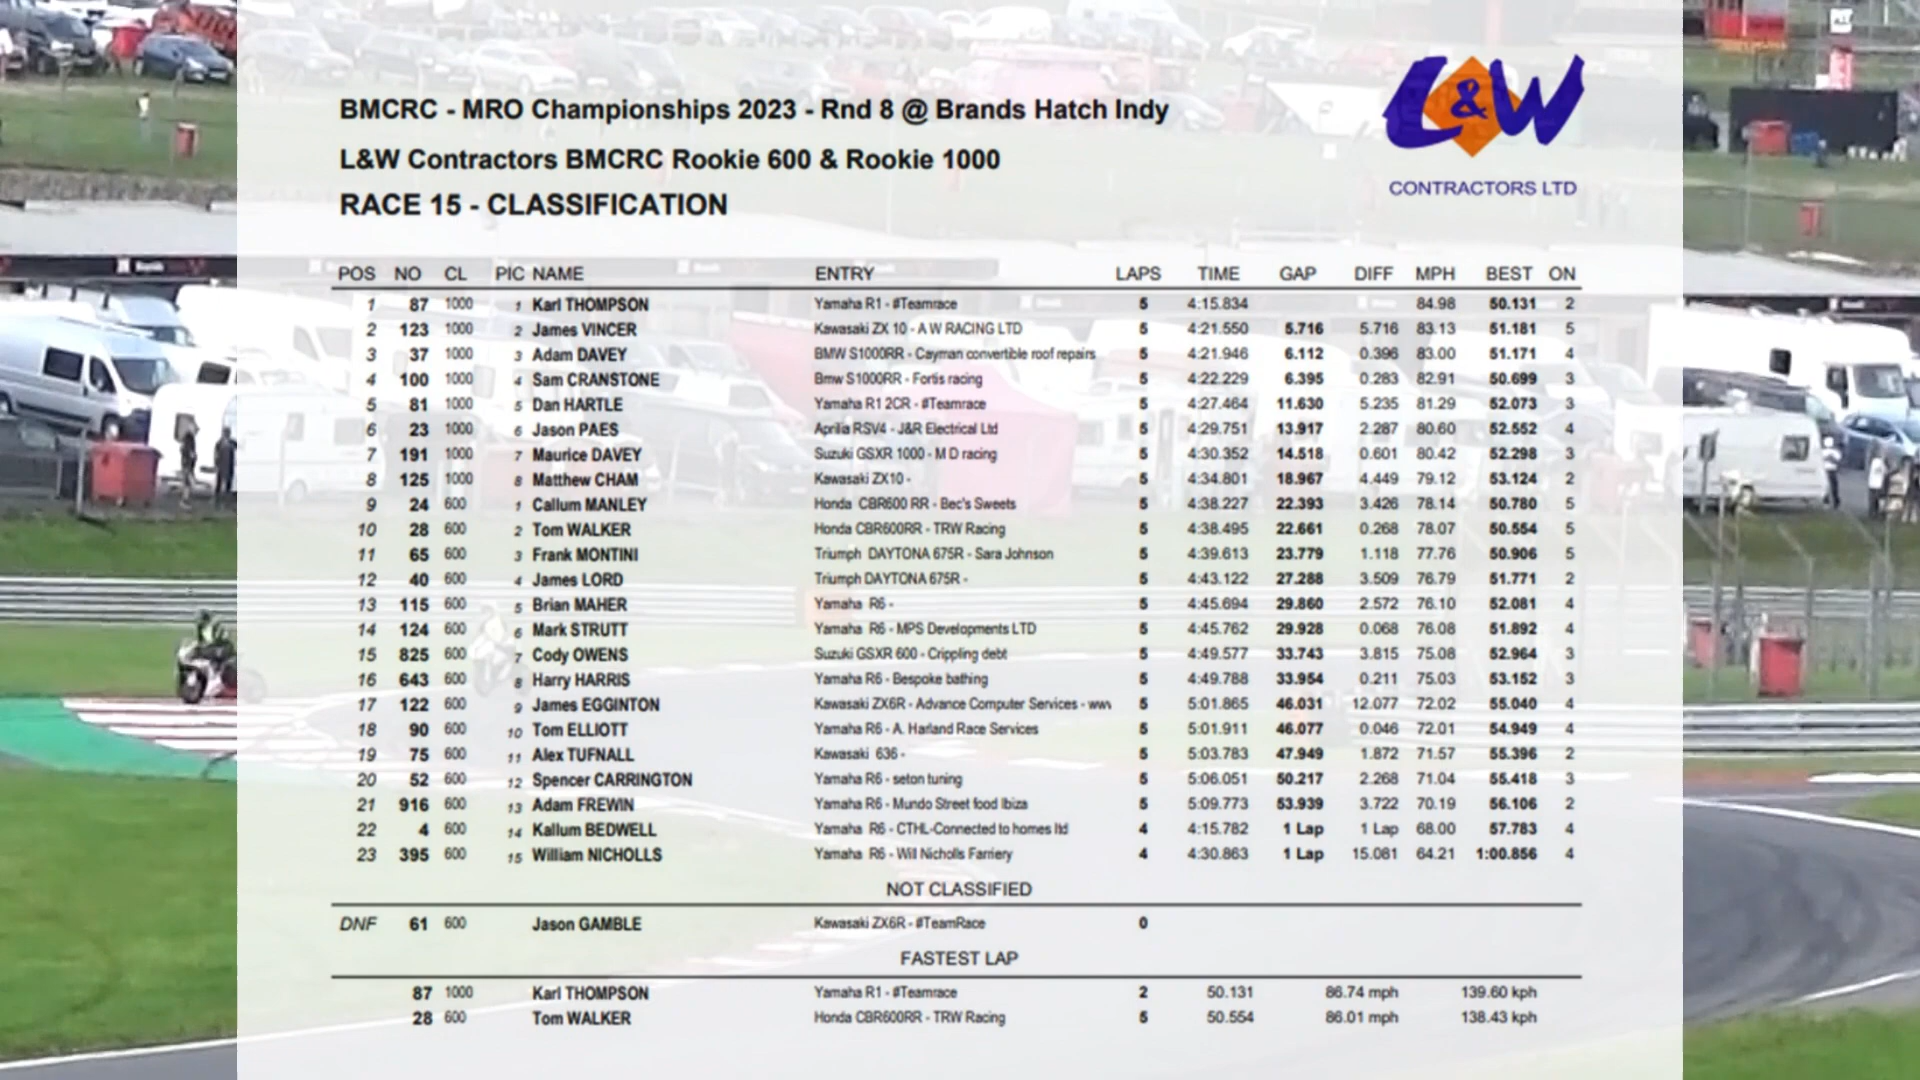 L&W
CONTRACTORS LTD
BMCRC - MRO Championships 2023 - Rnd 8 @ Brands Hatch Indy
L&W Contractors BMCRC Rookie 600 & Rookie 1000
RACE 15 - CLASSIFICATION
POS NO CL PIC NAME ENTRY LAPS TIME GAP DIFF MPH BEST ON
1 87 1000 1 Karl THOMPSON Yamaha R1 - #Teamrace 5 4:15.834 84.98 50.131 2
2 123 1000 2 James VINCER Kawasaki ZX 10 - A W RACING LTD 5 4:21.550 5.716 5.716 83.13 51.181 5
3 37 1000 3 Adam DAVEY BMW S1000RR - Cayman convertible roof repairs 5 4:21.946 6.112 0.396 83.00 51.171 4
4 100 1000 4 Sam CRANSTONE Bmw S1000RR - Fortis racing 5 4:22.229 6.395 0.283 82.91 50.699 3
5 81 1000 5 Dan HARTLE Yamaha R1 2CR - #Teamrace 5 4:27.464 11.630 5.235 81.29 52.073 3
6 23 1000 6 Jason PAES Aprilia RSV4 - J&R Electrical Ltd 5 4:29.751 13.917 2.287 80.60 52.552 4
7 191 1000 7 Maurice DAVEY Suzuki GSXR 1000 - M D racing 5 4:30.352 14.518 0.601 80.42 52.298 3
8 125 1000 8 Matthew CHAM Kawasaki ZX10 - 5 4:34.801 18.967 4.449 79.12 53.124 2
9 24 600 1 Callum MANLEY Honda CBR600 RR - Bec's Sweets 5 4:38.227 22.393 3.426 78.14 50.780 5
10 28 600 2 Tom WALKER Honda CBR600RR - TRW Racing 5 4:38.495 22.661 0.268 78.07 50.554 5
11 65 600 3 Frank MONTINI Triumph DAYTONA 675R - Sara Johnson 5 4:39.613 23.779 1.118 77.76 50.906 5
12 40 600 4 James LORD Triumph DAYTONA 675R - 5 4:43.122 27.288 3.509 76.79 51.771 2
13 115 600 5 Brian MAHER Yamaha R6 - 5 4:45.694 29.860 2.572 76.10 52.081 4
14 124 600 6 Mark STRUTT Yamaha R6 - MPS Developments LTD 5 4:45.762 29.928 0.068 76.08 51.892 4
15 825 600 7 Cody OWENS Suzuki GSXR 600 - Crippling debt 5 4:49.577 33.743 3.815 75.08 52.964 3
16 643 600 8 Harry HARRIS Yamaha R6 - Bespoke bathing 5 4:49.788 33.954 0.211 75.03 53.152 3
17 122 600 9 James EGGINTON Kawasaki ZX6R - Advance Computer Services - ww 5 5:01.865 46.031 12.077 72.02 55.040 4
18 90 600 10 Tom ELLIOTT Yamaha R6 - A. Harland Race Services 5 5:01.911 46.077 0.046 72.01 54.949 4
19 75 600 11 Alex TUFNALL Kawasaki 636 - 5 5:03.783 47.949 1.872 71.57 55.396 2
20 52 600 12 Spencer CARRINGTON Yamaha R6 - seton tuning 5 5:06.051 50.217 2.268 71.04 55.418 3
21 916 600 13 Adam FREWIN Yamaha R6 - Mundo Street food Ibiza 5 5:09.773 53.939 3.722 70.19 56.106 2
22 4 600 14 Kallum BEDWELL Yamaha R6 - CTHL-Connected to homes ltd 4 4:15.782 1 Lap 1 Lap 68.00 57.783 4
23 395 600 15 William NICHOLLS Yamaha R6 - Will Nicholls Farriery 4 4:30.863 1 Lap 15.081 64.21 1:00.856 4
NOT CLASSIFIED
DNF 61 600 Jason GAMBLE Kawasaki ZX6R - #TeamRace 0
FASTEST LAP
87 1000 Karl THOMPSON Yamaha R1 - #Teamrace 2 50.131 86.74 mph 139.60 kph
28 600 Tom WALKER Honda CBR600RR - TRW Racing 5 50.554 86.01 mph 138.43 kph